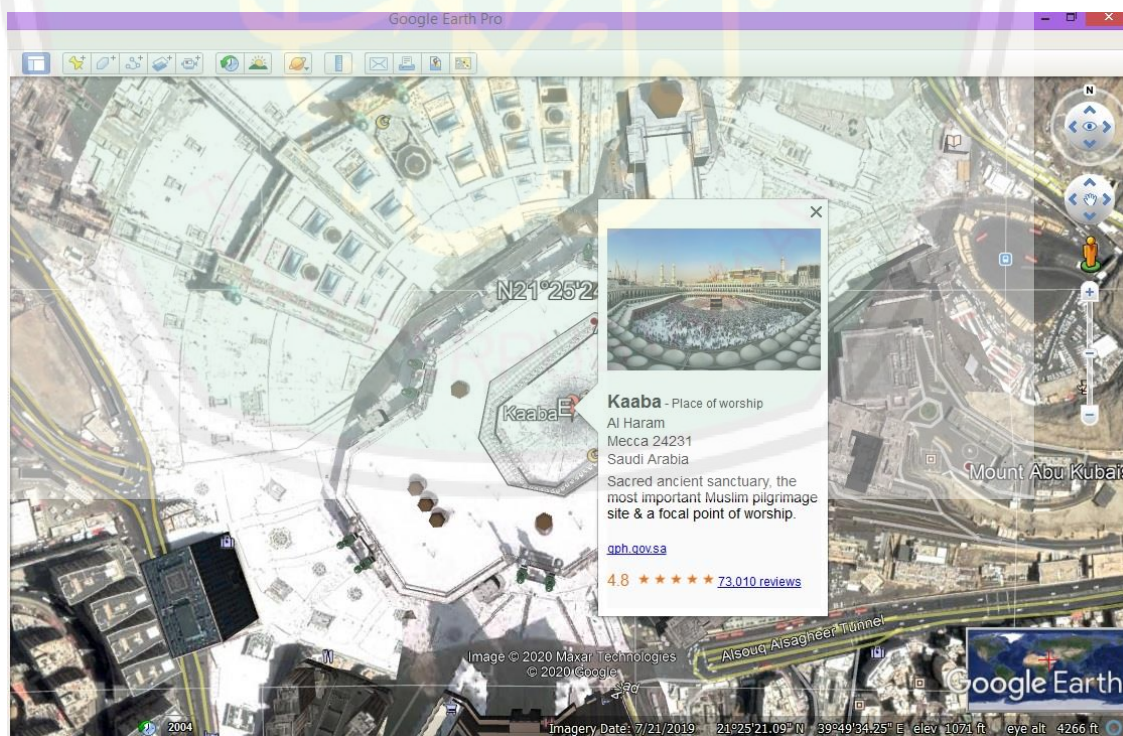 Google Earth Pro
N
N21°25'2
Kaaba
E
Kaaba - Place of worship
Al Haram
Mecca 24231
Saudi Arabia
Sacred ancient sanctuary, the
most important Muslim pilgrimage
site & a focal point of worship.
gph.gov.sa
4.8 ★★★★★ 73,010 reviews
Mount Abu Kubais
Alsouq Alsagheer Tunnel
Image © 2020 Maxar Technologies
© 2020 Google
Google Earth
2004
Imagery Date: 7/21/2019 21°25'21.09" N 39°49'34.25" E elev 1071 ft eye alt 4266 ft